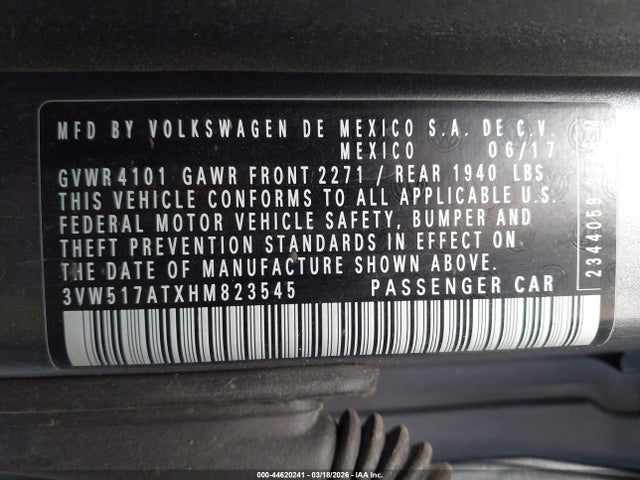 MFD BY VOLKSWAGEN DE MEXICO S.A. DE C.V.
MEXICO 06/17
GVWR 4101 GAWR FRONT 2271 / REAR 1940 LBS
THIS VEHICLE CONFORMS TO ALL APPLICABLE U.S.
FEDERAL MOTOR VEHICLE SAFETY, BUMPER AND
THEFT PREVENTION STANDARDS IN EFFECT ON
THE DATE OF MANUFACTURE SHOWN ABOVE.
3VW517ATXHM823545 PASSENGER CAR
2344059
000-44620241 - 03/18/2026 - IAA Inc.